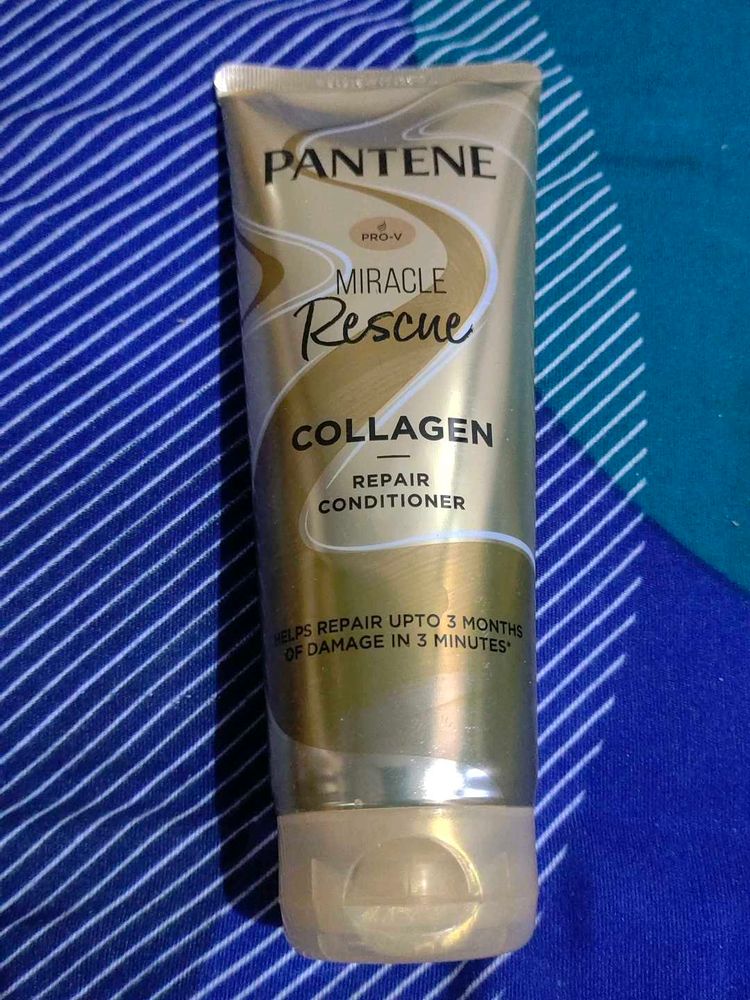 PANTENE
PRO-V
MIRACLE
Rescue
COLLAGEN
REPAIR
CONDITIONER
HELPS REPAIR UPTO 3 MONTHS
OF DAMAGE IN 3 MINUTES*